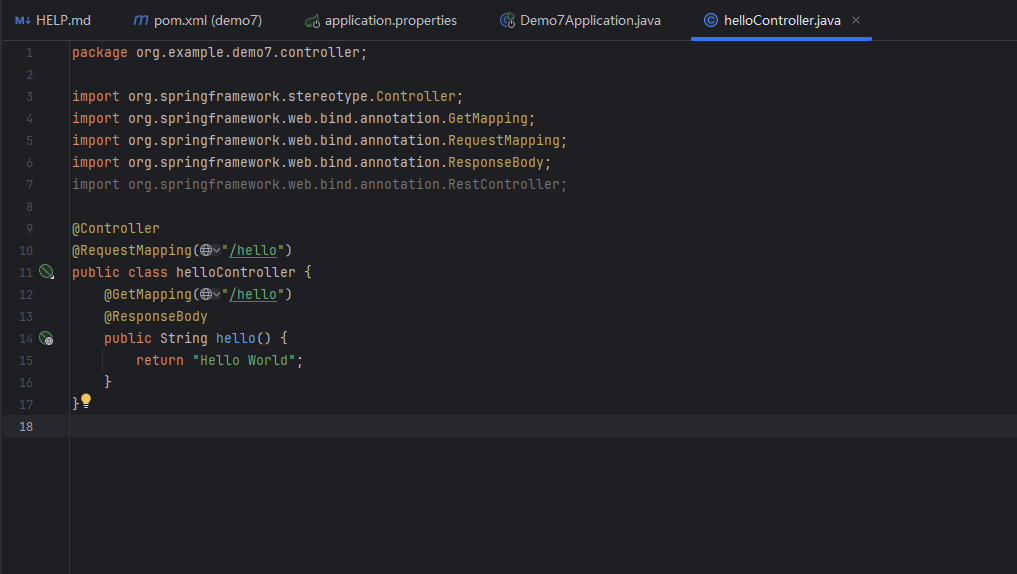 M↓ HELP.md m pom.xml (demo7) application.properties Demo7Application.java helloController.java ×
1 package org.example.demo7.controller;
2
3 import org.springframework.stereotype.Controller;
4 import org.springframework.web.bind.annotation.GetMapping;
5 import org.springframework.web.bind.annotation.RequestMapping;
6 import org.springframework.web.bind.annotation.ResponseBody;
7 import org.springframework.web.bind.annotation.RestController;
8
9 @Controller
10 @RequestMapping("/hello")
11 public class helloController {
12     @GetMapping("/hello")
13     @ResponseBody
14     public String hello() {
15         return "Hello World";
16     }
17 }
18